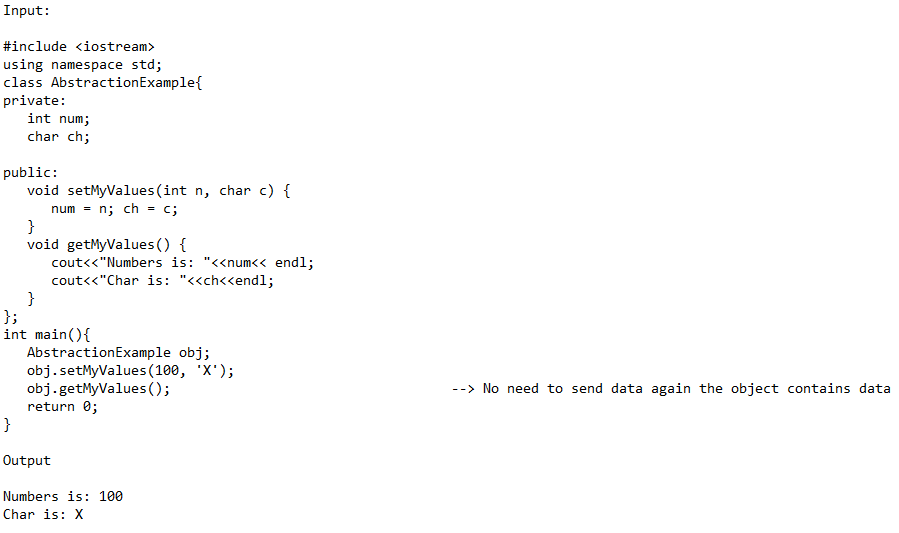 Input:

#include <iostream>
using namespace std;
class AbstractionExample{
private:
   int num;
   char ch;

public:
   void setMyValues(int n, char c) {
      num = n; ch = c;
   }
   void getMyValues() {
      cout<<"Numbers is: "<<num<< endl;
      cout<<"Char is: "<<ch<<endl;
   }
};
int main(){
   AbstractionExample obj;
   obj.setMyValues(100, 'X');
   obj.getMyValues();                                   --> No need to send data again the object contains data
   return 0;
}

Output

Numbers is: 100
Char is: X